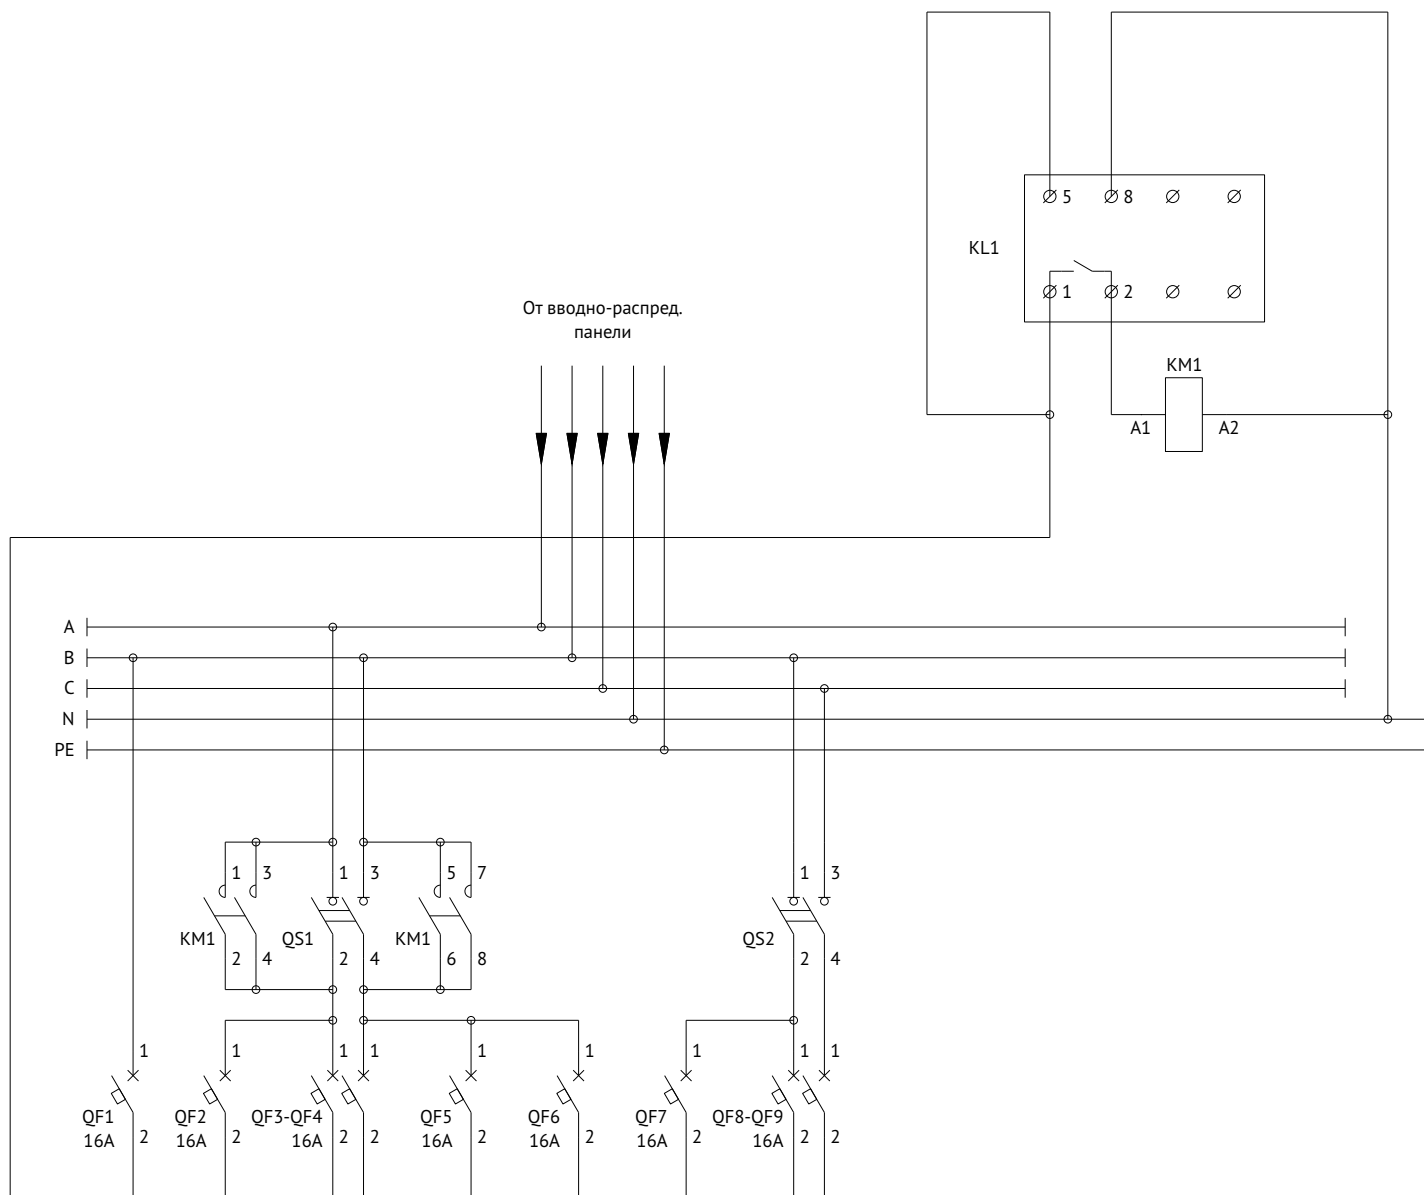 5 8
KL1
1 2
От вводно-распред.
панели
KM1
A1 A2
A
B
C
N
PE
1 3 1 3 5 7 1 3
KM1 QS1 KM1 QS2
2 4 2 4 6 8 2 4
1 1 1 1 1 1 1 1 1
QF1 QF2 QF3-QF4 QF5 QF6 QF7 QF8-QF9
16A 2 16A 2 16A 2 2 16A 2 16A 2 16A 2 16A 2 2